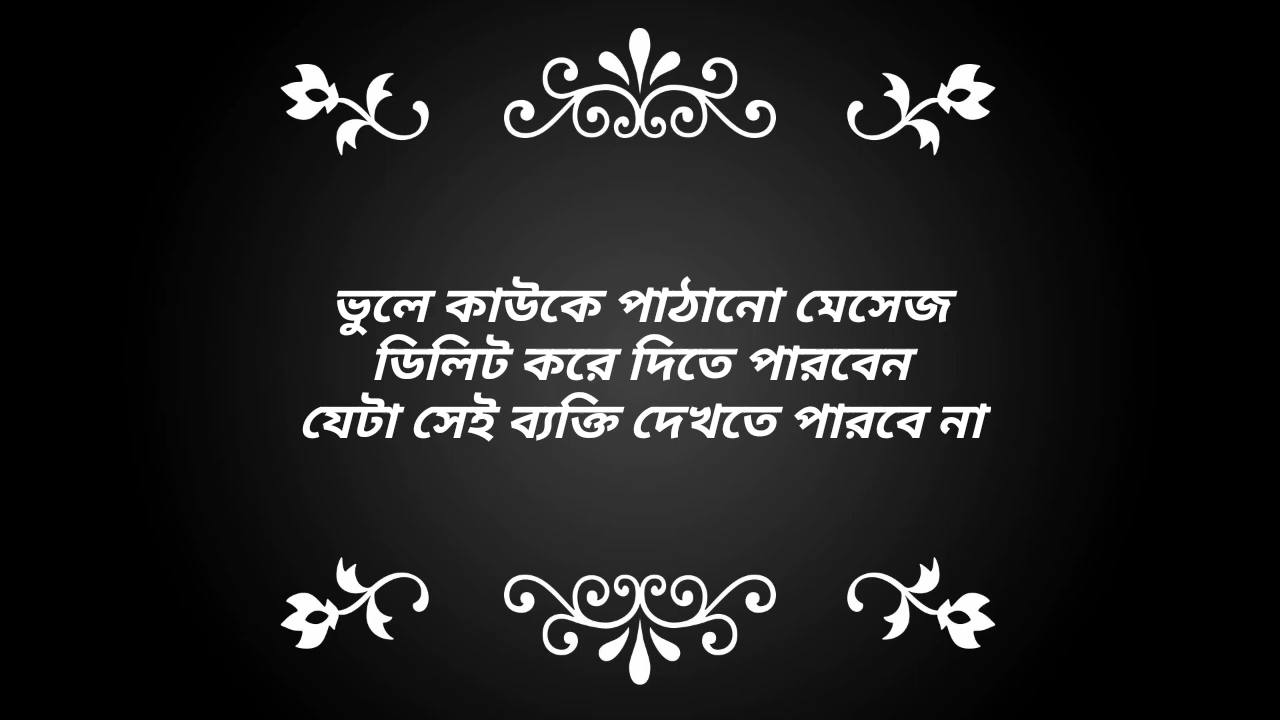 ভুলে কাউকে পাঠানো মেসেজ
ডিলিট করে দিতে পারবেন
যেটা সেই ব্যক্তি দেখতে পারবে না